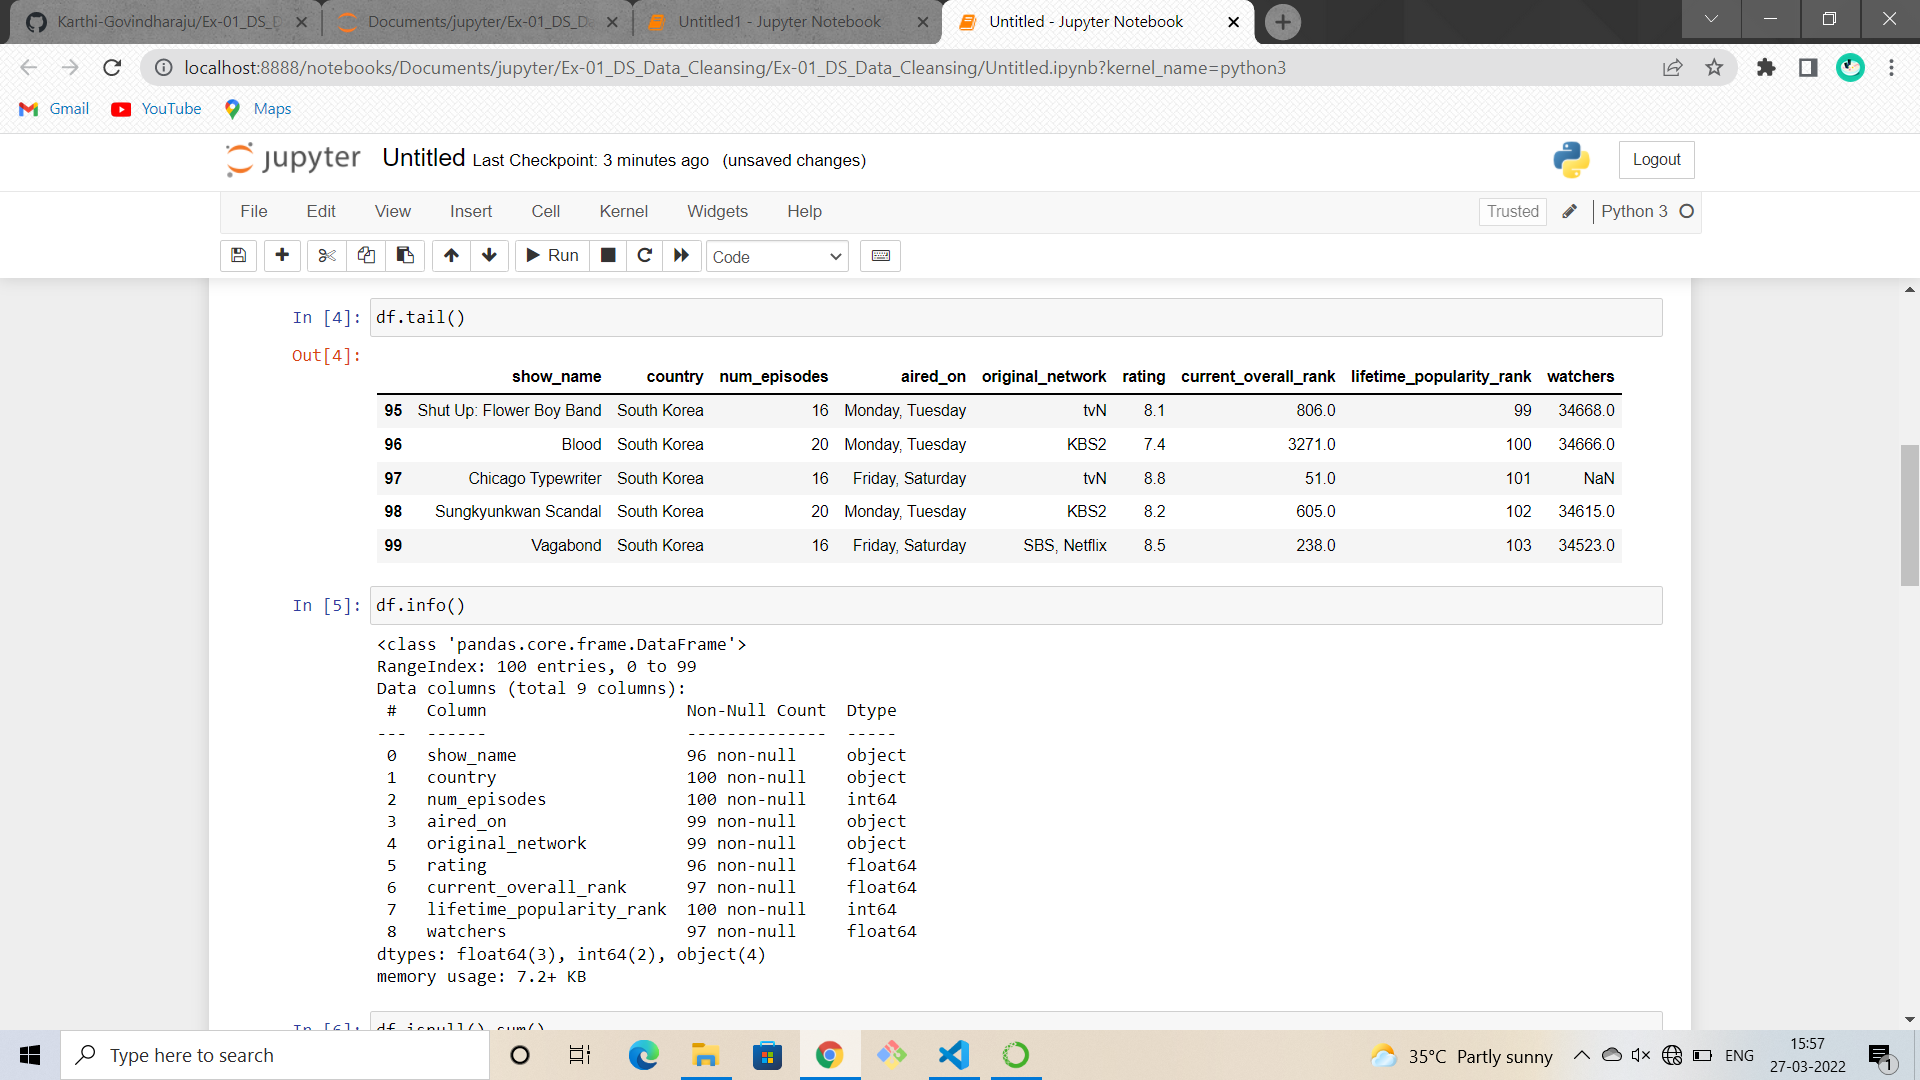 Karthi-Govindharaju/Ex-01_DS_D
Documents/jupyter/Ex-01_DS_Da
Untitled1 - Jupyter Notebook
Untitled - Jupyter Notebook
localhost:8888/notebooks/Documents/jupyter/Ex-01_DS_Data_Cleansing/Ex-01_DS_Data_Cleansing/Untitled.ipynb?kernel_name=python3
Gmail YouTube Maps
jupyter Untitled Last Checkpoint: 3 minutes ago (unsaved changes) Logout
File Edit View Insert Cell Kernel Widgets Help Trusted Python 3
Run Code
In [4]: df.tail()
Out[4]:
show_name country num_episodes aired_on original_network rating current_overall_rank lifetime_popularity_rank watchers
95 Shut Up: Flower Boy Band South Korea 16 Monday, Tuesday tvN 8.1 806.0 99 34668.0
96 Blood South Korea 20 Monday, Tuesday KBS2 7.4 3271.0 100 34666.0
97 Chicago Typewriter South Korea 16 Friday, Saturday tvN 8.8 51.0 101 NaN
98 Sungkyunkwan Scandal South Korea 20 Monday, Tuesday KBS2 8.2 605.0 102 34615.0
99 Vagabond South Korea 16 Friday, Saturday SBS, Netflix 8.5 238.0 103 34523.0
In [5]: df.info()
<class 'pandas.core.frame.DataFrame'>
RangeIndex: 100 entries, 0 to 99
Data columns (total 9 columns):
# Column Non-Null Count Dtype
--- ------ -------------- -----
0 show_name 96 non-null object
1 country 100 non-null object
2 num_episodes 100 non-null int64
3 aired_on 99 non-null object
4 original_network 99 non-null object
5 rating 96 non-null float64
6 current_overall_rank 97 non-null float64
7 lifetime_popularity_rank 100 non-null int64
8 watchers 97 non-null float64
dtypes: float64(3), int64(2), object(4)
memory usage: 7.2+ KB
In [6]: df.isnull().sum()
Type here to search
35°C Partly sunny
ENG
15:57
27-03-2022
1